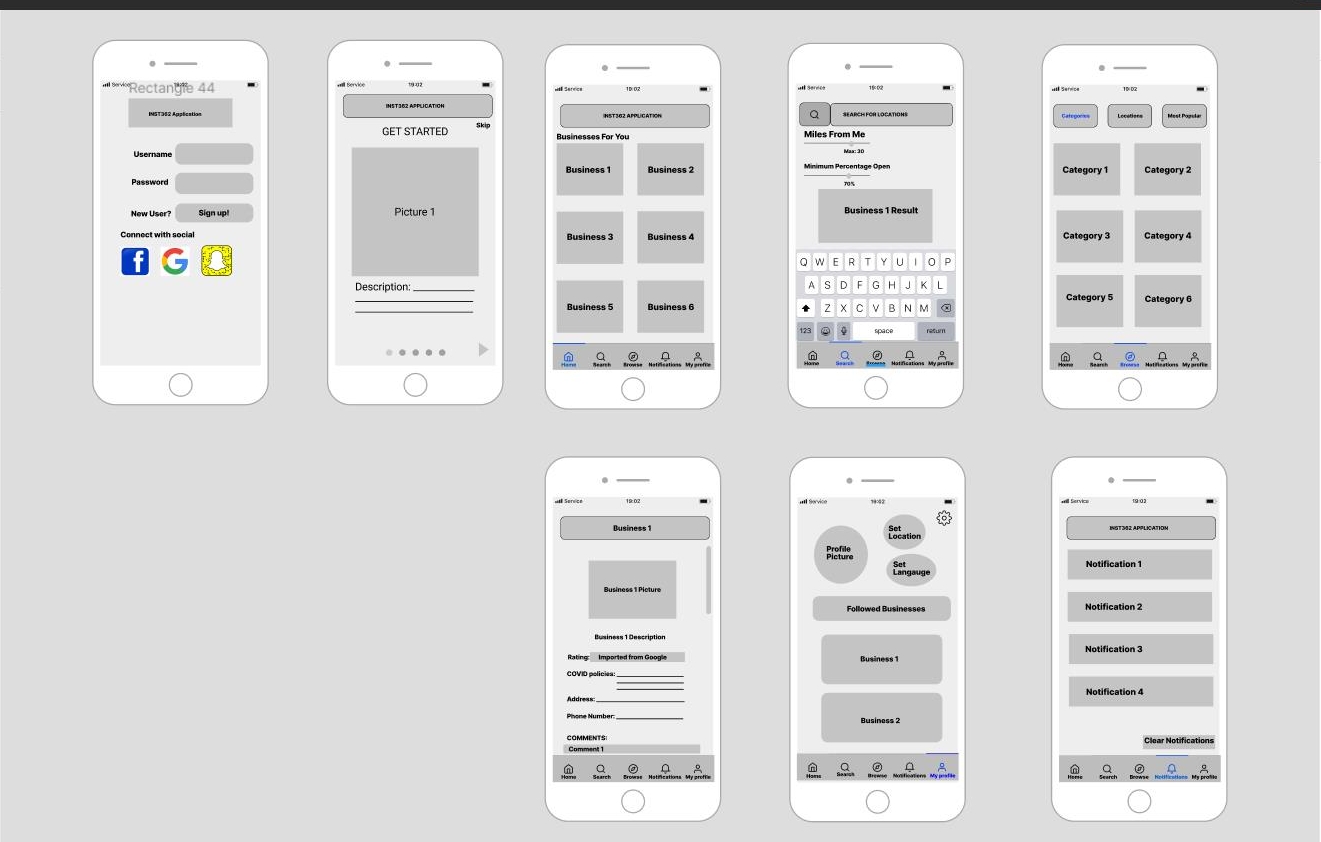 Service 19:02
Rectangle 44
INST362 Application
Username
Password
New User? Sign up!
Connect with social
Service 19:02
INST362 APPLICATION
Skip
GET STARTED
Picture 1
Description:
Service 19:02
INST362 APPLICATION
Businesses For You
Business 1 Business 2
Business 3 Business 4
Business 5 Business 6
Home Search Browse Notifications My profile
Service 19:02
SEARCH FOR LOCATIONS
Miles From Me
Max: 30
Minimum Percentage Open
70%
Business 1 Result
Q W E R T Y U I O P
A S D F G H J K L
Z X C V B N M
123 space return
Home Search Browse Notifications My profile
Service 19:02
Categories Locations Most Popular
Category 1 Category 2
Category 3 Category 4
Category 5 Category 6
Home Search Browse Notifications My profile
Service 19:02
Business 1
Business 1 Picture
Business 1 Description
Rating: Imported from Google
COVID policies:
Address:
Phone Number:
COMMENTS:
Comment 1
Home Search Browse Notifications My profile
Service 19:02
Profile
Picture
Set
Location
Set
Langauge
Followed Businesses
Business 1
Business 2
Home Search Browse Notifications My profile
Service 19:02
INST362 APPLICATION
Notification 1
Notification 2
Notification 3
Notification 4
Clear Notifications
Home Search Browse Notifications My profile